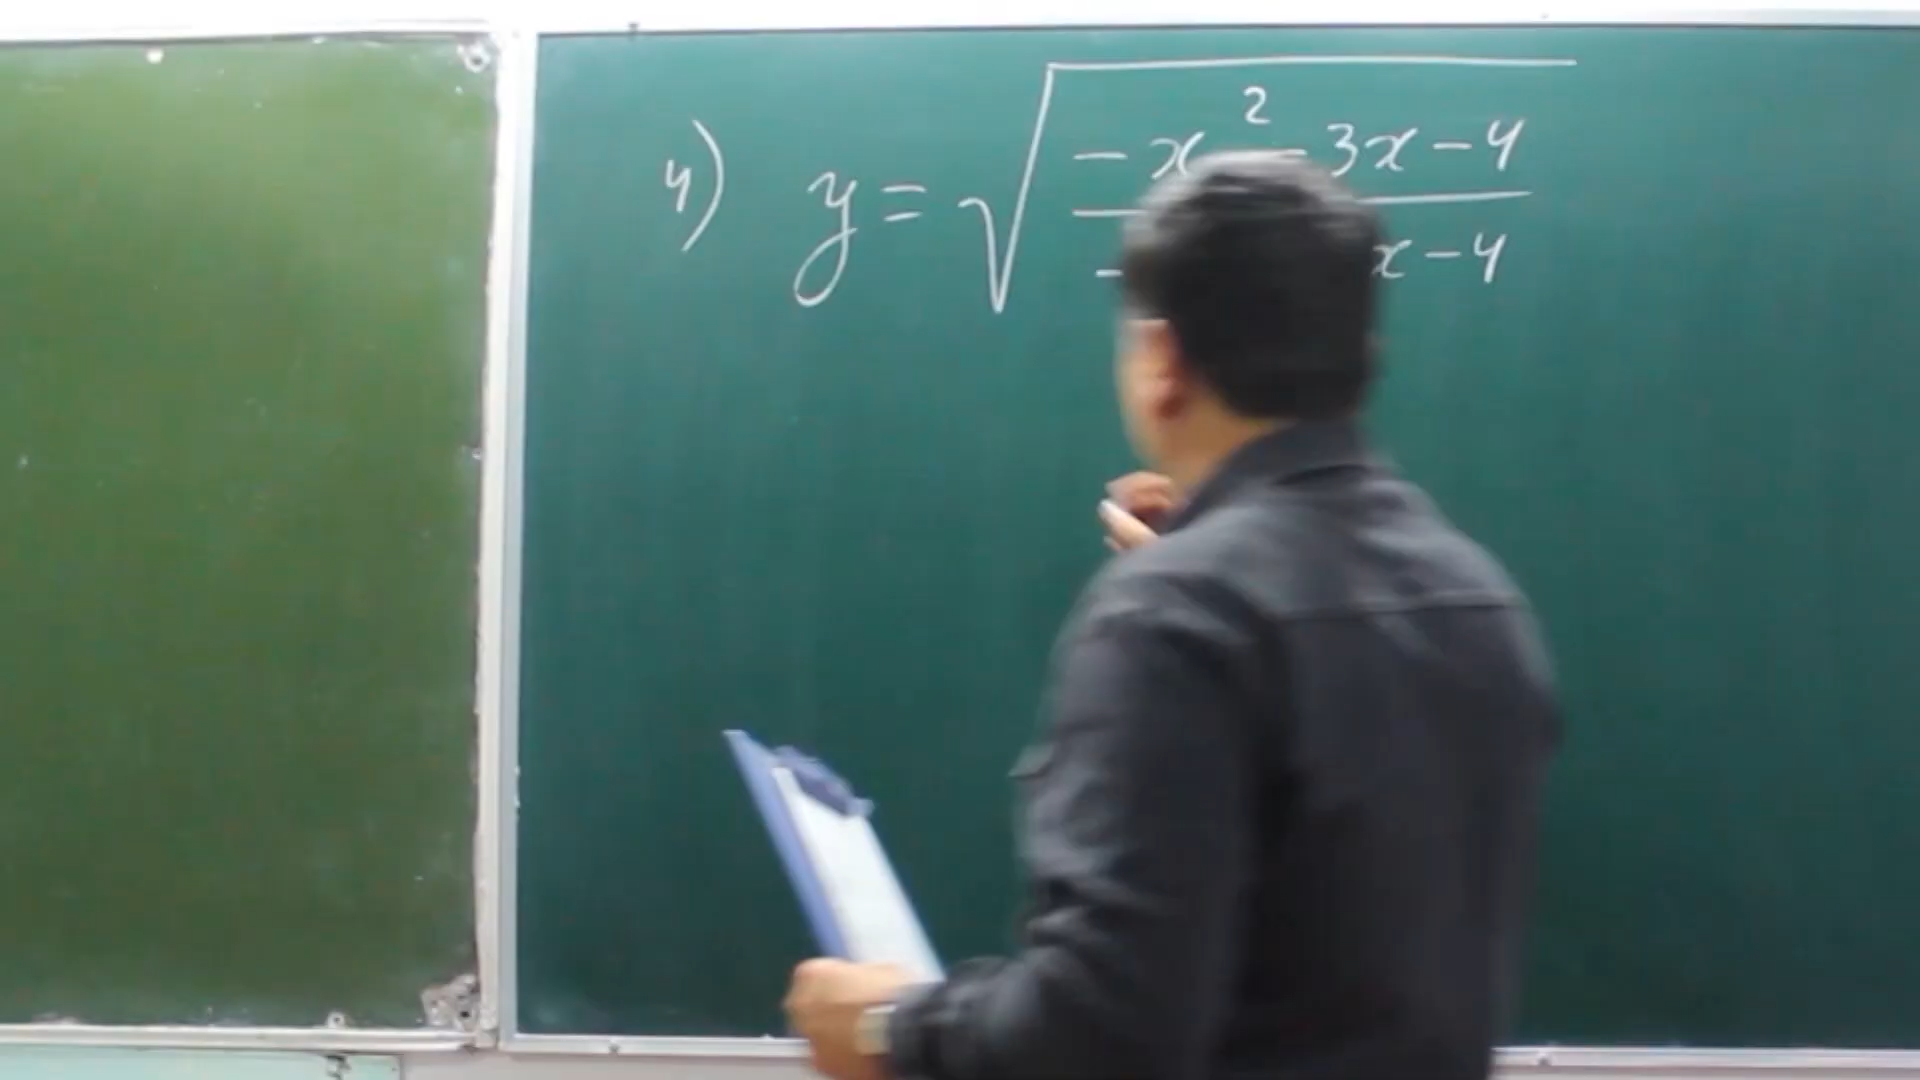 4) y = √((-x² - 3x - 4)/(- x - 4))